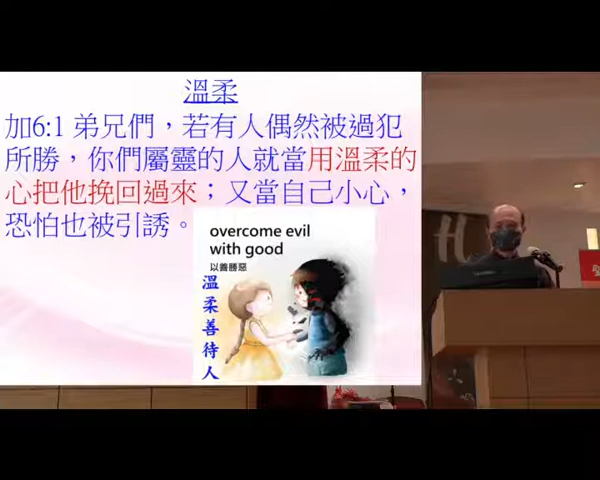 溫柔
加6:1 弟兄們，若有人偶然被過犯
所勝，你們屬靈的人就當用溫柔的
心把他挽回過來；又當自己小心，
恐怕也被引誘。
overcome evil
with good
以善勝惡
溫柔善待人